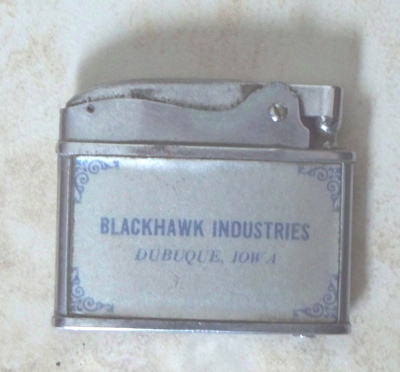 BLACKHAWK INDUSTRIES
DUBUQUE, IOWA